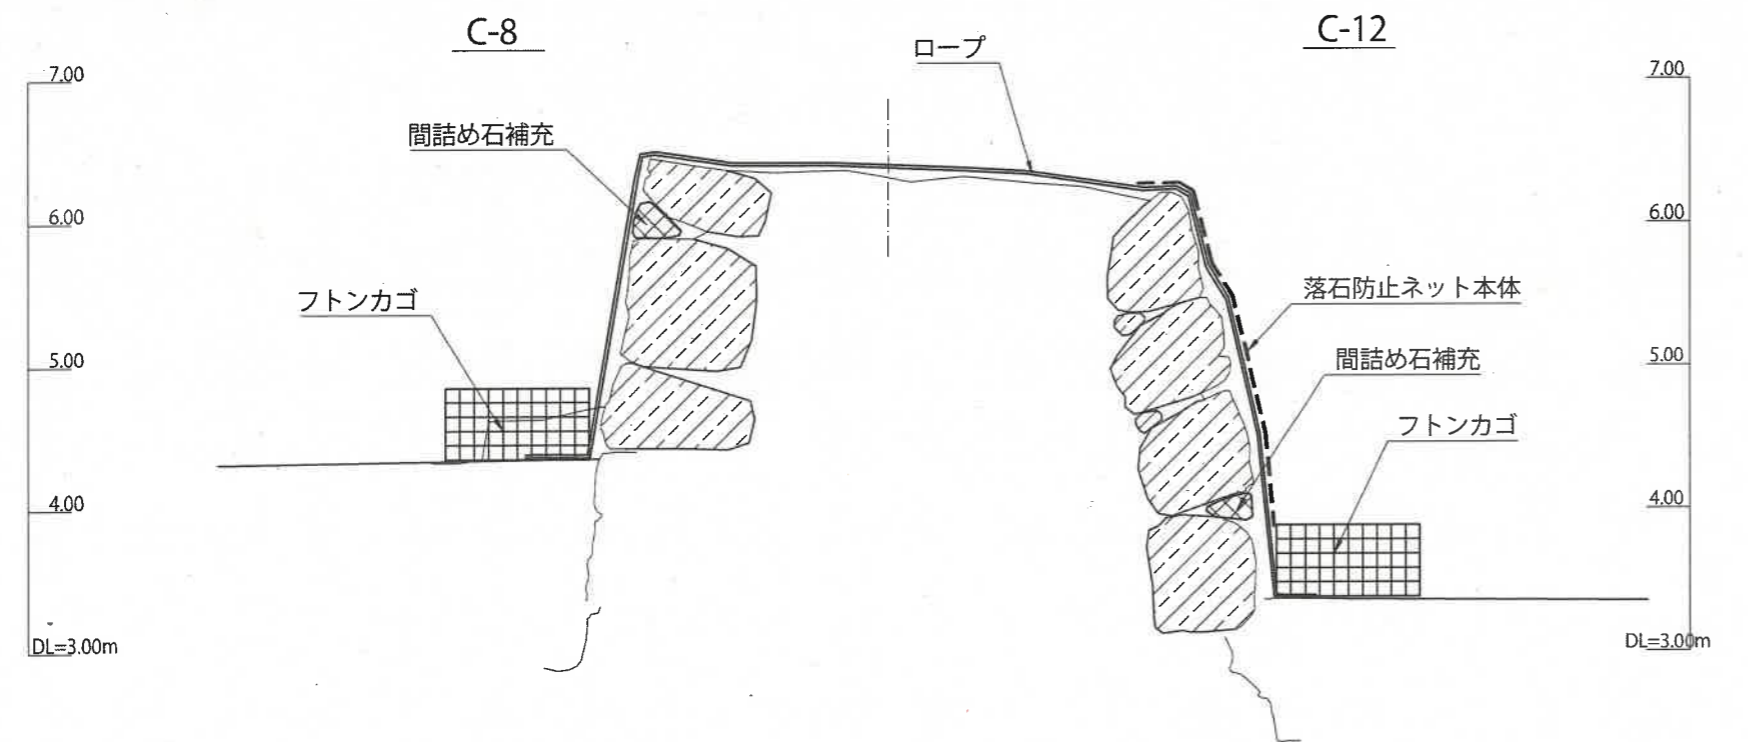 C-8
C-12
ロープ
7.00
7.00
間詰め石補充
6.00
6.00
落石防止ネット本体
フトンカゴ
5.00
5.00
間詰め石補充
フトンカゴ
4.00
4.00
DL=3.00m
DL=3.00m